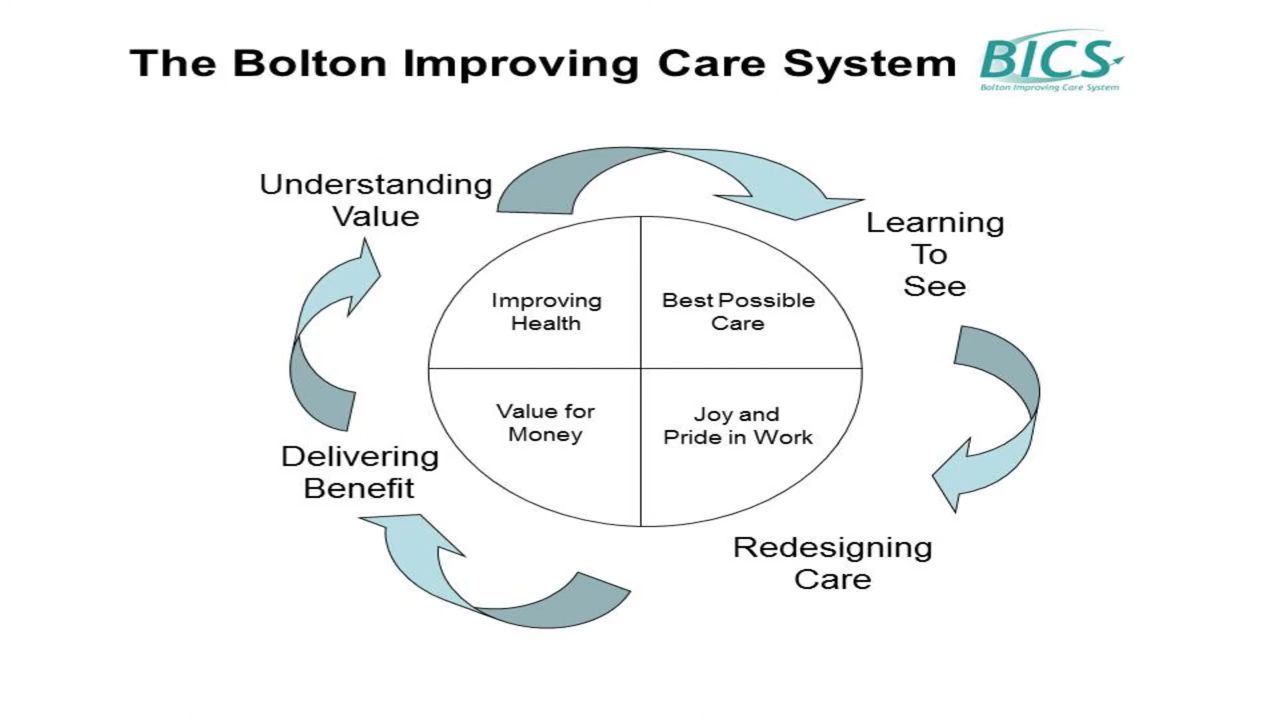 The Bolton Improving Care System
BICS
Bolton Improving Care System
Understanding
Value
Learning
To
See
Improving
Health
Best Possible
Care
Value for
Money
Joy and
Pride in Work
Delivering
Benefit
Redesigning
Care